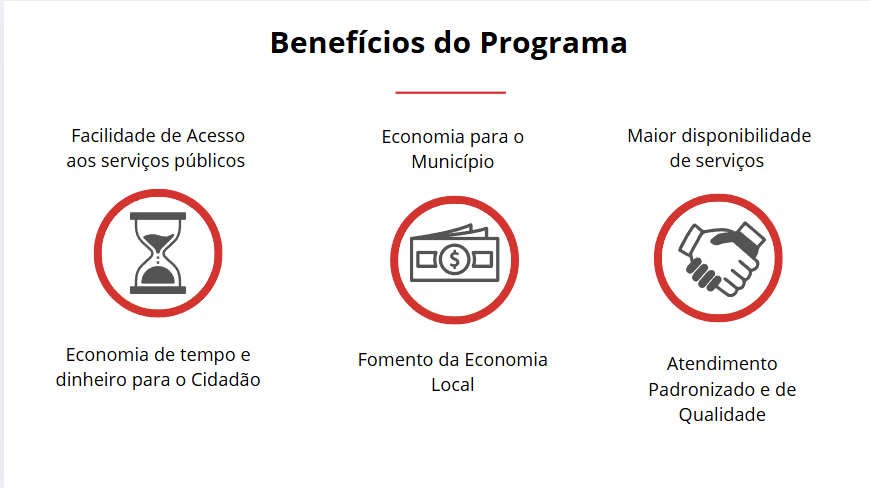 Benefícios do Programa
Facilidade de Acesso
aos serviços públicos
Economia para o
Município
Maior disponibilidade
de serviços
$
Economia de tempo e
dinheiro para o Cidadão
Fomento da Economia
Local
Atendimento
Padronizado e de
Qualidade